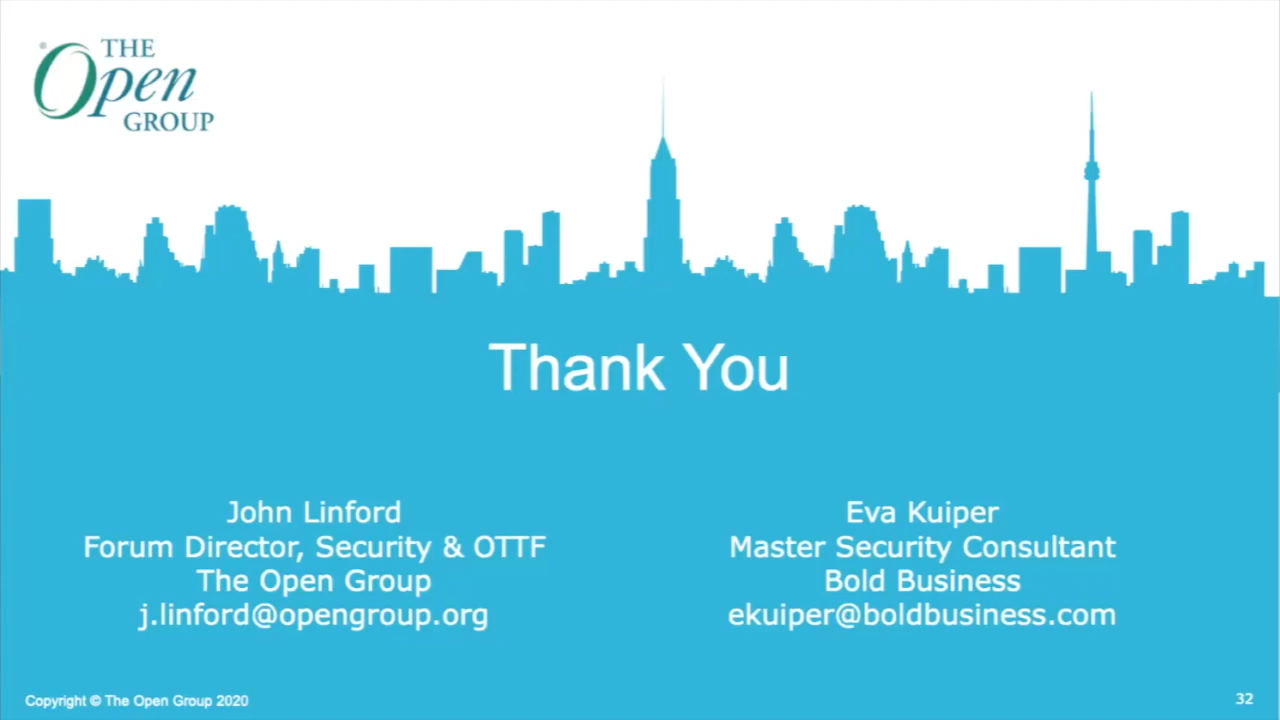 THE
Open
GROUP
Thank You
John Linford
Forum Director, Security & OTTF
The Open Group
j.linford@opengroup.org
Eva Kuiper
Master Security Consultant
Bold Business
ekuiper@boldbusiness.com
Copyright © The Open Group 2020
32